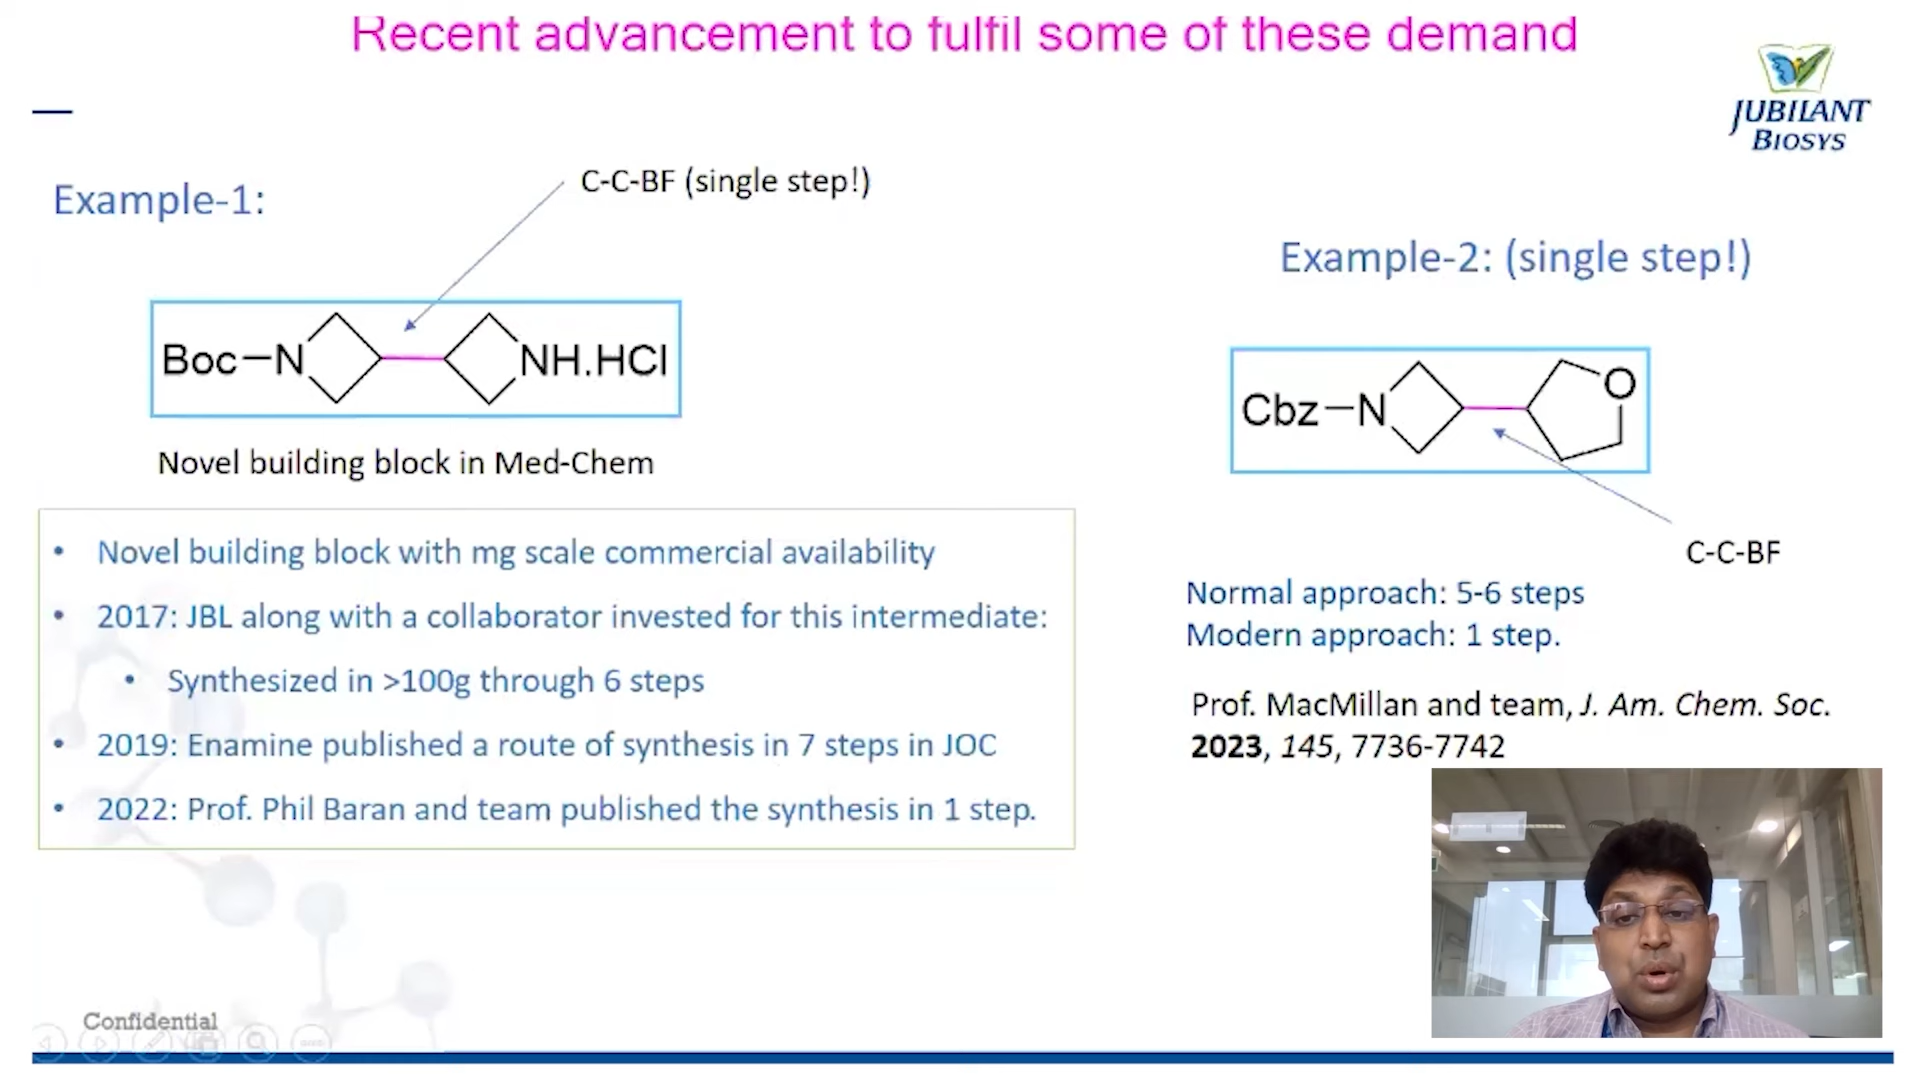 Recent advancement to fulfil some of these demand
JUBILANT
BIOSYS
Example-1:
C-C-BF (single step!)
Boc–N
NH.HCl
Novel building block in Med-Chem
• Novel building block with mg scale commercial availability
• 2017: JBL along with a collaborator invested for this intermediate:
• Synthesized in >100g through 6 steps
• 2019: Enamine published a route of synthesis in 7 steps in JOC
• 2022: Prof. Phil Baran and team published the synthesis in 1 step.
Example-2: (single step!)
Cbz–N
O
C-C-BF
Normal approach: 5-6 steps
Modern approach: 1 step.
Prof. MacMillan and team, J. Am. Chem. Soc.
2023, 145, 7736-7742
Confidential